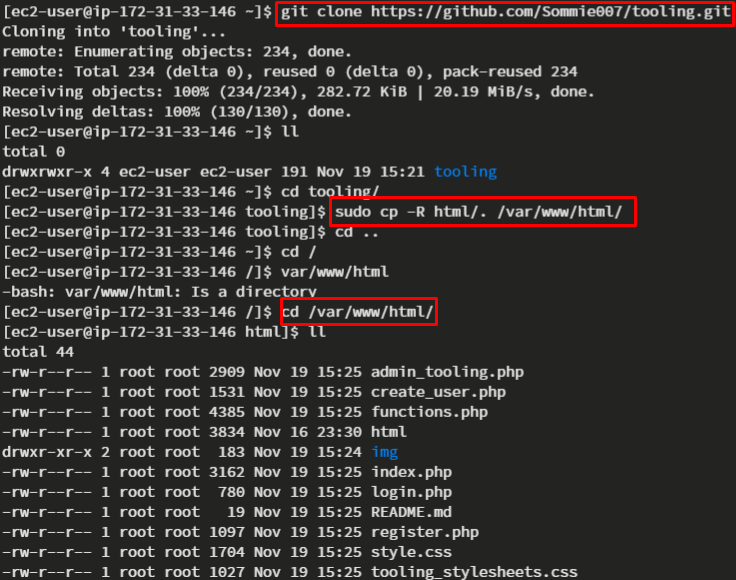 [ec2-user@ip-172-31-33-146 ~]$ git clone https://github.com/Sommie007/tooling.git
Cloning into 'tooling'...
remote: Enumerating objects: 234, done.
remote: Total 234 (delta 0), reused 0 (delta 0), pack-reused 234
Receiving objects: 100% (234/234), 282.72 KiB | 20.19 MiB/s, done.
Resolving deltas: 100% (130/130), done.
[ec2-user@ip-172-31-33-146 ~]$ ll
total 0
drwxrwxr-x 4 ec2-user ec2-user 191 Nov 19 15:21 tooling
[ec2-user@ip-172-31-33-146 ~]$ cd tooling/
[ec2-user@ip-172-31-33-146 tooling]$ sudo cp -R html/. /var/www/html/
[ec2-user@ip-172-31-33-146 tooling]$ cd ..
[ec2-user@ip-172-31-33-146 ~]$ cd /
[ec2-user@ip-172-31-33-146 /]$ var/www/html
-bash: var/www/html: Is a directory
[ec2-user@ip-172-31-33-146 /]$ cd /var/www/html/
[ec2-user@ip-172-31-33-146 html]$ ll
total 44
-rw-r--r-- 1 root root 2909 Nov 19 15:25 admin_tooling.php
-rw-r--r-- 1 root root 1531 Nov 19 15:25 create_user.php
-rw-r--r-- 1 root root 4385 Nov 19 15:25 functions.php
-rw-r--r-- 1 root root 3834 Nov 16 23:30 html
drwxr-xr-x 2 root root  183 Nov 19 15:24 img
-rw-r--r-- 1 root root 3162 Nov 19 15:25 index.php
-rw-r--r-- 1 root root  780 Nov 19 15:25 login.php
-rw-r--r-- 1 root root   19 Nov 19 15:25 README.md
-rw-r--r-- 1 root root 1097 Nov 19 15:25 register.php
-rw-r--r-- 1 root root 1704 Nov 19 15:25 style.css
-rw-r--r-- 1 root root 1027 Nov 19 15:25 tooling_stylesheets.css